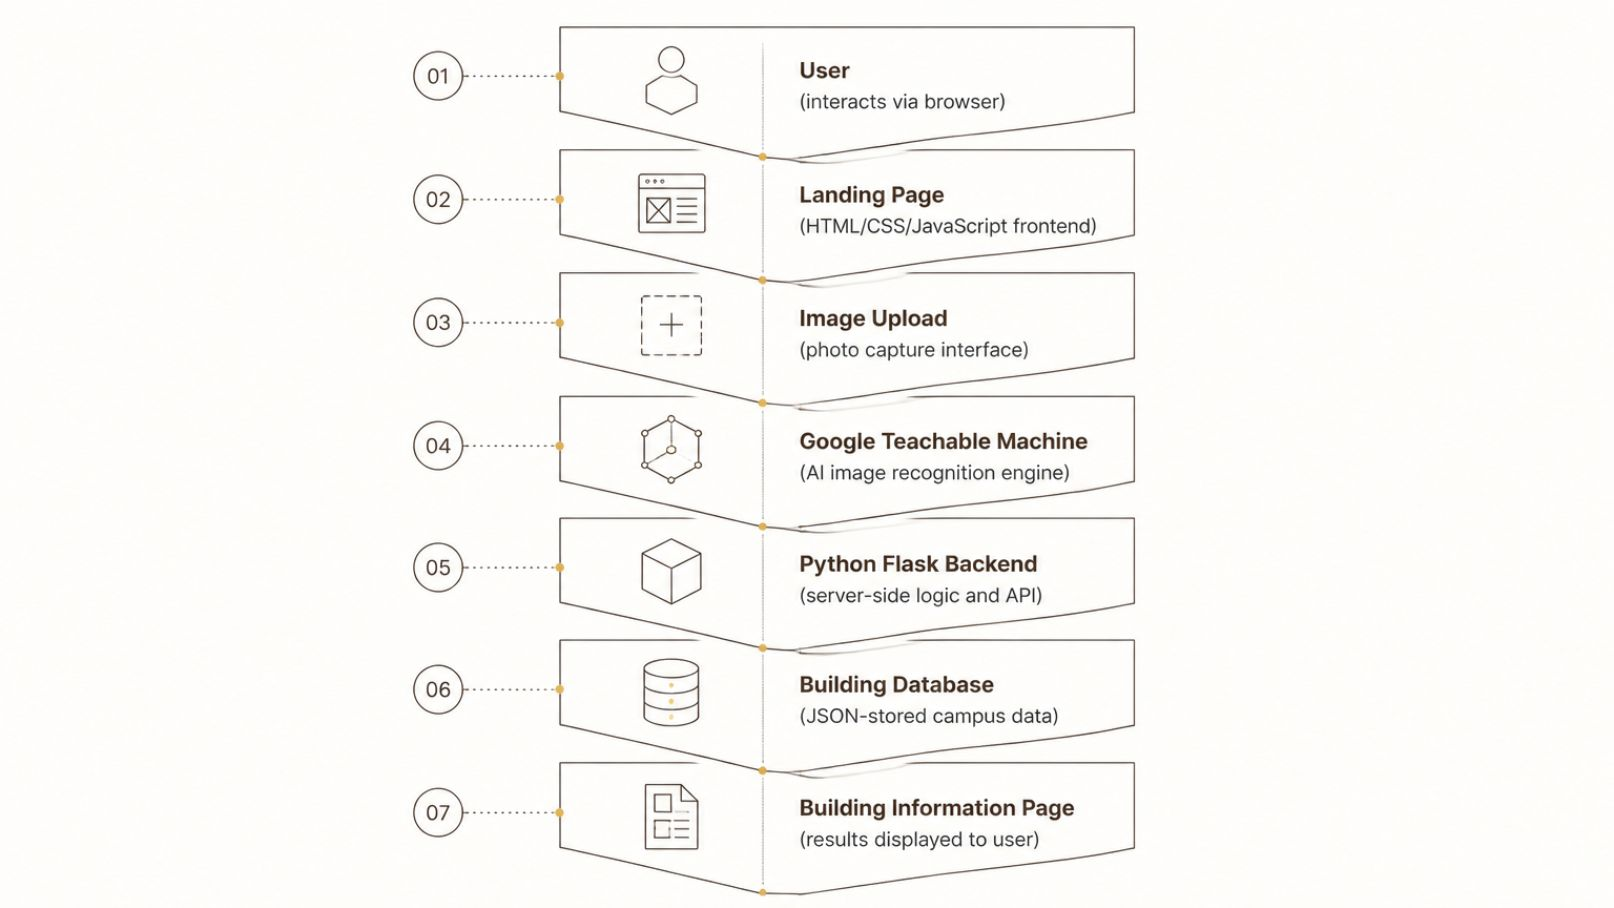 01
User
(interacts via browser)
02
Landing Page
(HTML/CSS/JavaScript frontend)
03
Image Upload
(photo capture interface)
04
Google Teachable Machine
(AI image recognition engine)
05
Python Flask Backend
(server-side logic and API)
06
Building Database
(JSON-stored campus data)
07
Building Information Page
(results displayed to user)